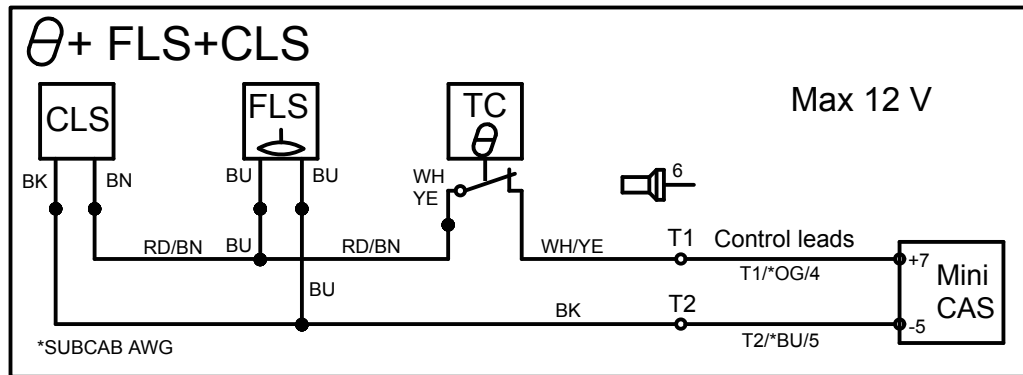 θ+ FLS+CLS
Max 12 V
CLS
FLS
TC
θ
BK
BN
BU
BU
WH
YE
6
RD/BN
BU
RD/BN
WH/YE
T1
Control leads
T1/*OG/4
+7
Mini
CAS
BU
BK
T2
T2/*BU/5
-5
*SUBCAB AWG